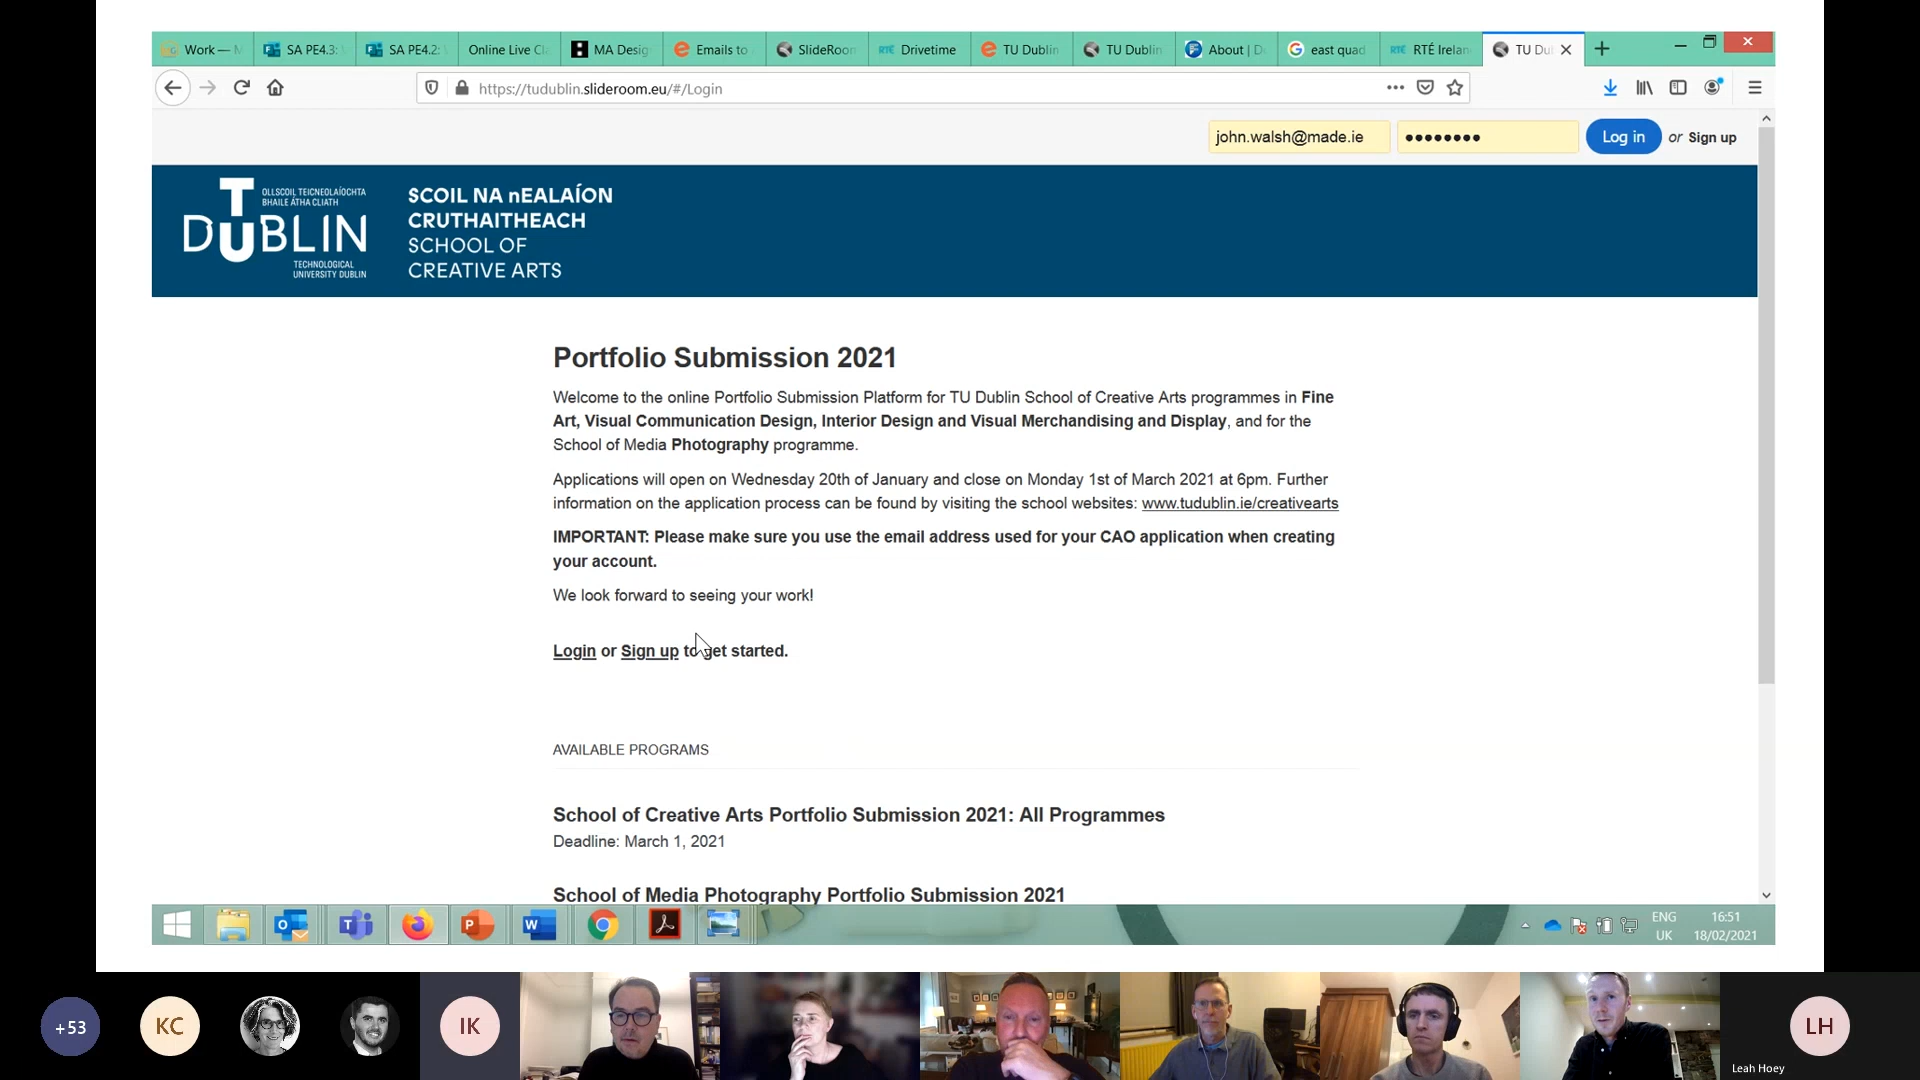 Work — M
SA PE4.3:
SA PE4.2:
Online Live Cl
MA Desig
Emails to
SlideRoom
RTÉ Drivetime
TU Dublin
TU Dublin
About | D
east quad
RTÉ Irelan
TU Du
https://tudublin.slideroom.eu/#/Login
john.walsh@made.ie
Log in or Sign up
T
DUBLIN
OLLSCOIL TEICNEOLAÍOCHTA
BHAILE ÁTHA CLIATH
TECHNOLOGICAL
UNIVERSITY DUBLIN
SCOIL NA nEALAÍON
CRUTHAITHEACH
SCHOOL OF
CREATIVE ARTS
Portfolio Submission 2021
Welcome to the online Portfolio Submission Platform for TU Dublin School of Creative Arts programmes in Fine
Art, Visual Communication Design, Interior Design and Visual Merchandising and Display, and for the
School of Media Photography programme.
Applications will open on Wednesday 20th of January and close on Monday 1st of March 2021 at 6pm. Further
information on the application process can be found by visiting the school websites: www.tudublin.ie/creativearts
IMPORTANT: Please make sure you use the email address used for your CAO application when creating
your account.
We look forward to seeing your work!
Login or Sign up to get started.
AVAILABLE PROGRAMS
School of Creative Arts Portfolio Submission 2021: All Programmes
Deadline: March 1, 2021
School of Media Photography Portfolio Submission 2021
ENG
UK
16:51
18/02/2021
+53
KC
IK
LH
Leah Hoey